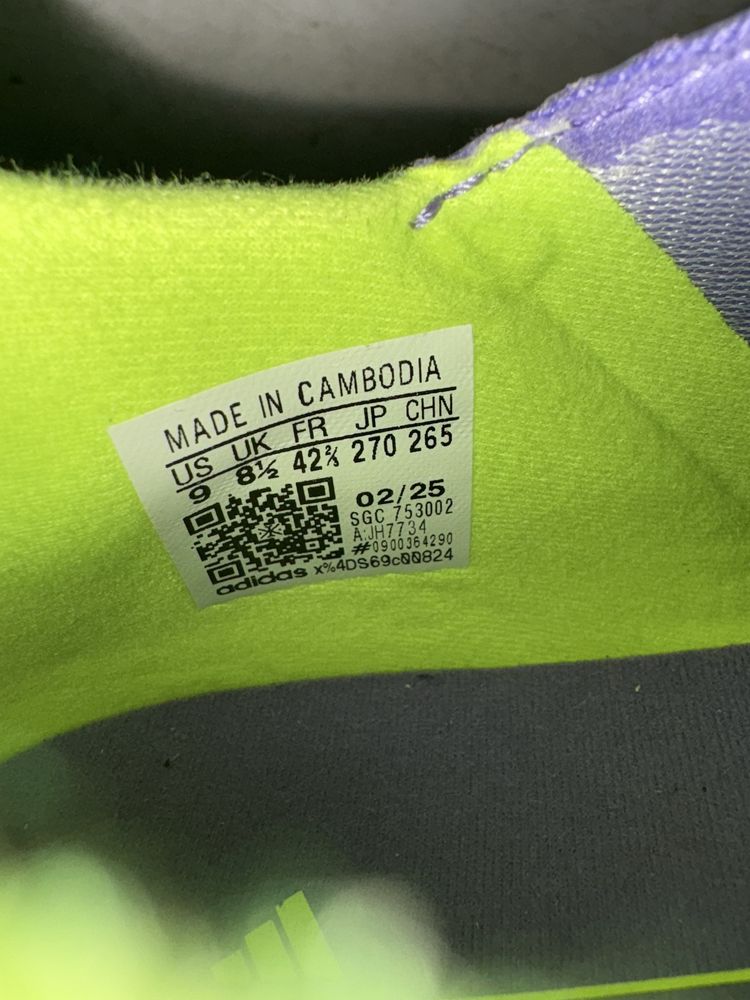 MADE IN CAMBODIA
US UK FR JP CHN
9 8½ 42⅔ 270 265
02/25
SGC 753002
A:JH7734
#0900364290
adidas x%4DS69c00824